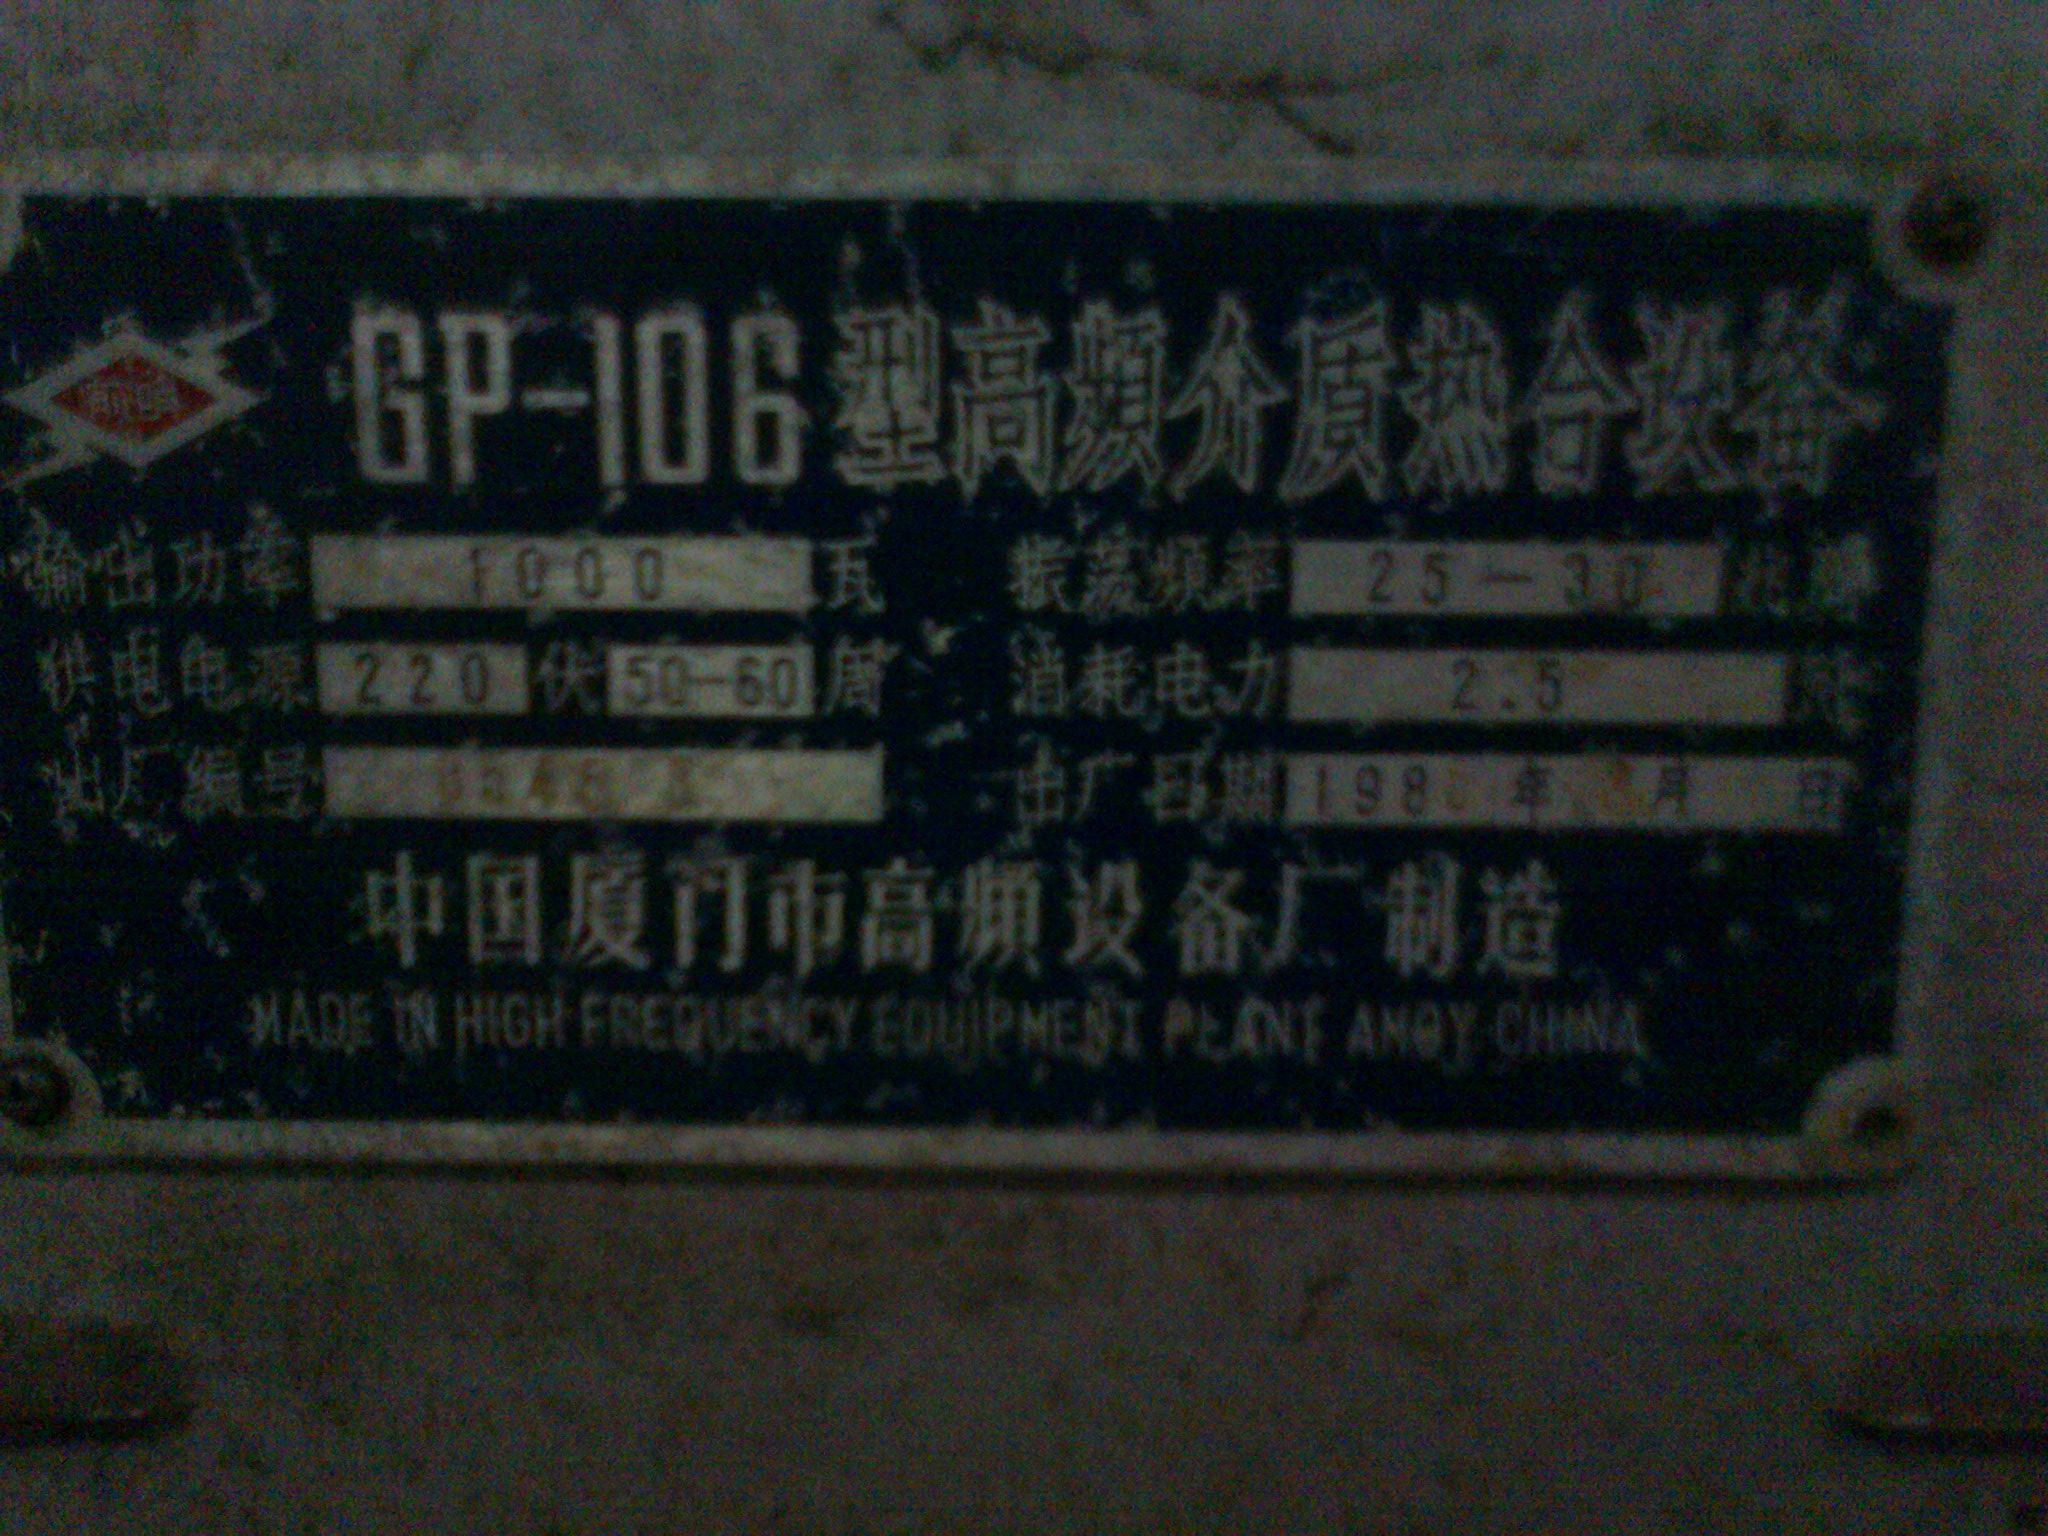 GP-106型高频介质热合设备
输出功率 1000 瓦 振荡频率 25-30
供电电源 220 伏 50-60 周 消耗电力 2.5
出厂编号 出厂日期 198 年 月 日
中国厦门市高频设备厂制造
MADE IN HIGH FREQUENCY EQUIPMENT PLANT AMOY CHINA